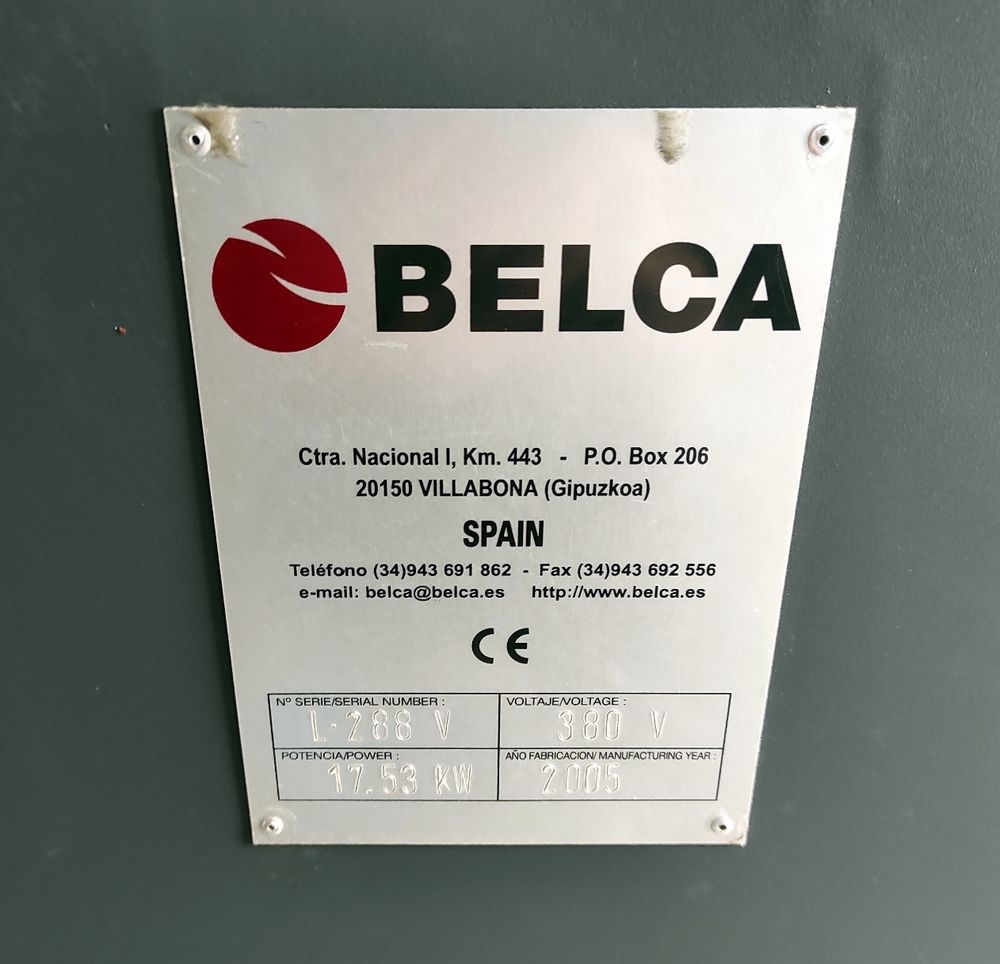 BELCA
Ctra. Nacional I, Km. 443 - P.O. Box 206
20150 VILLABONA (Gipuzkoa)
SPAIN
Teléfono (34)943 691 862 - Fax (34)943 692 556
e-mail: belca@belca.es http://www.belca.es
CE
Nº SERIE/SERIAL NUMBER :
L-288 V
VOLTAJE/VOLTAGE :
380 V
POTENCIA/POWER :
17.53 KW
AÑO FABRICACION/ MANUFACTURING YEAR :
2005